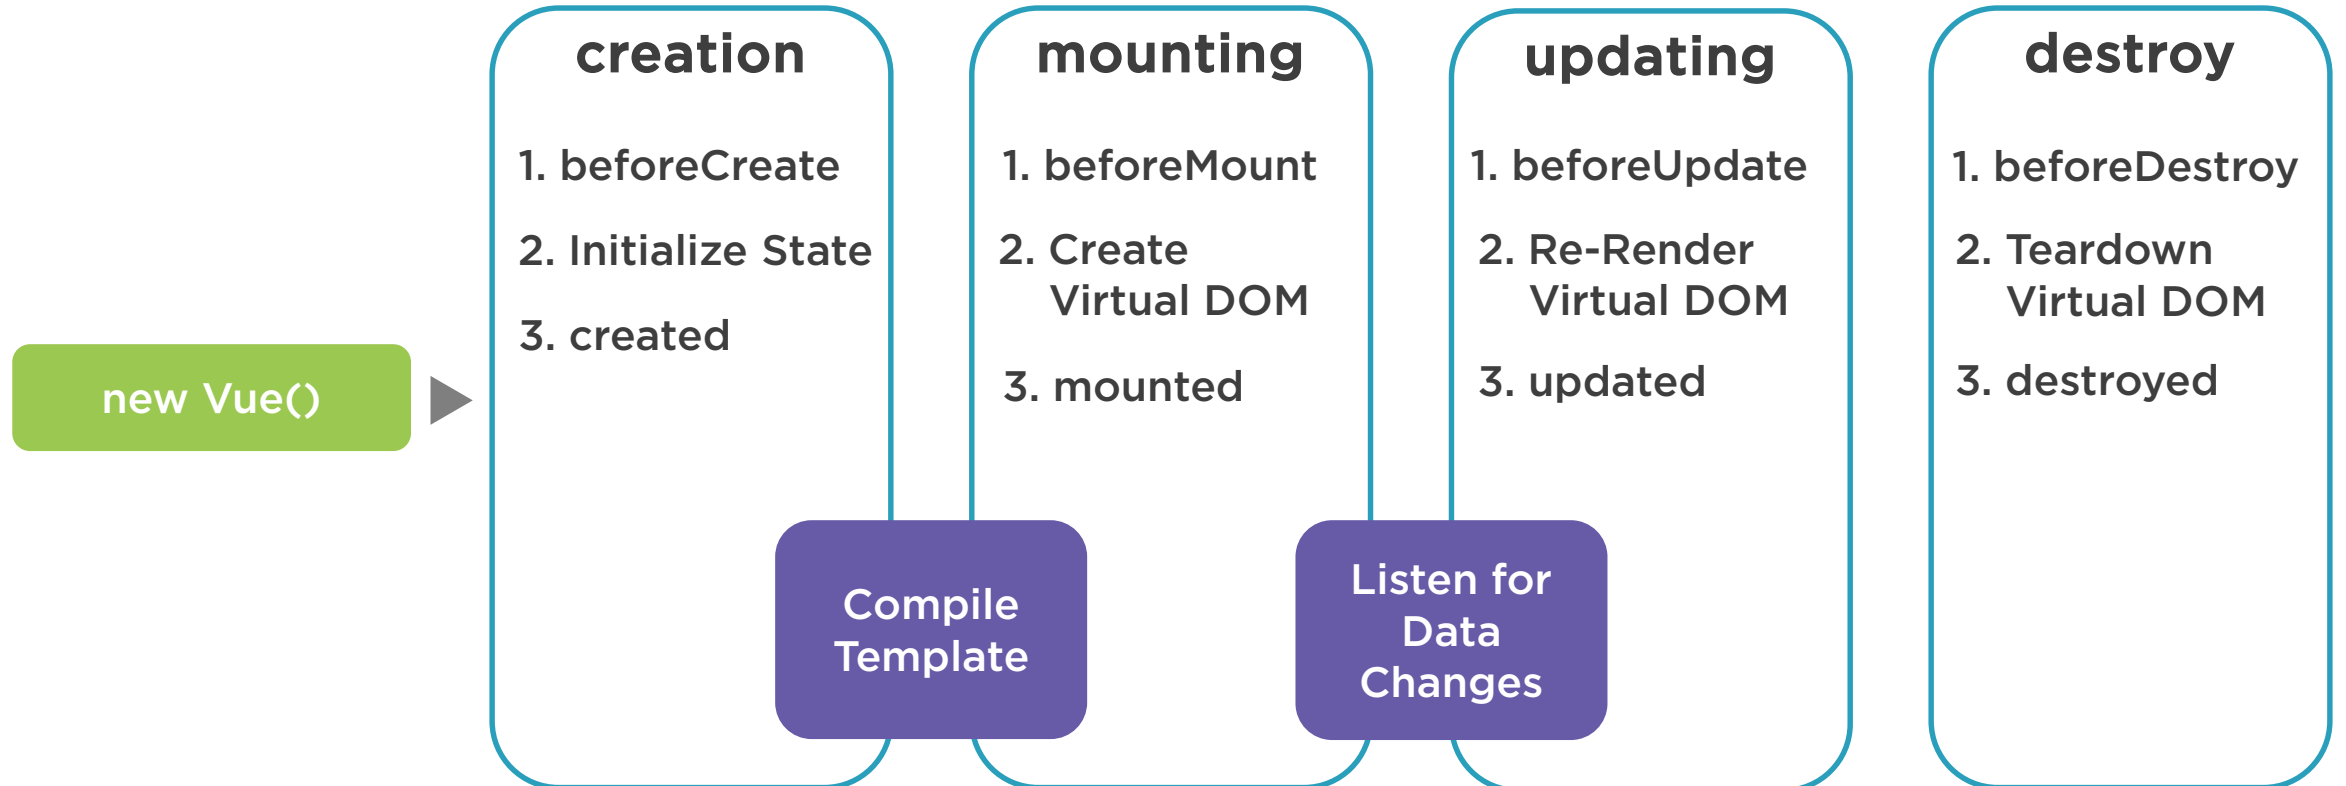 new Vue()
creation
1. beforeCreate
2. Initialize State
3. created
Compile
Template
mounting
1. beforeMount
2. Create
Virtual DOM
3. mounted
Listen for
Data
Changes
updating
1. beforeUpdate
2. Re-Render
Virtual DOM
3. updated
destroy
1. beforeDestroy
2. Teardown
Virtual DOM
3. destroyed